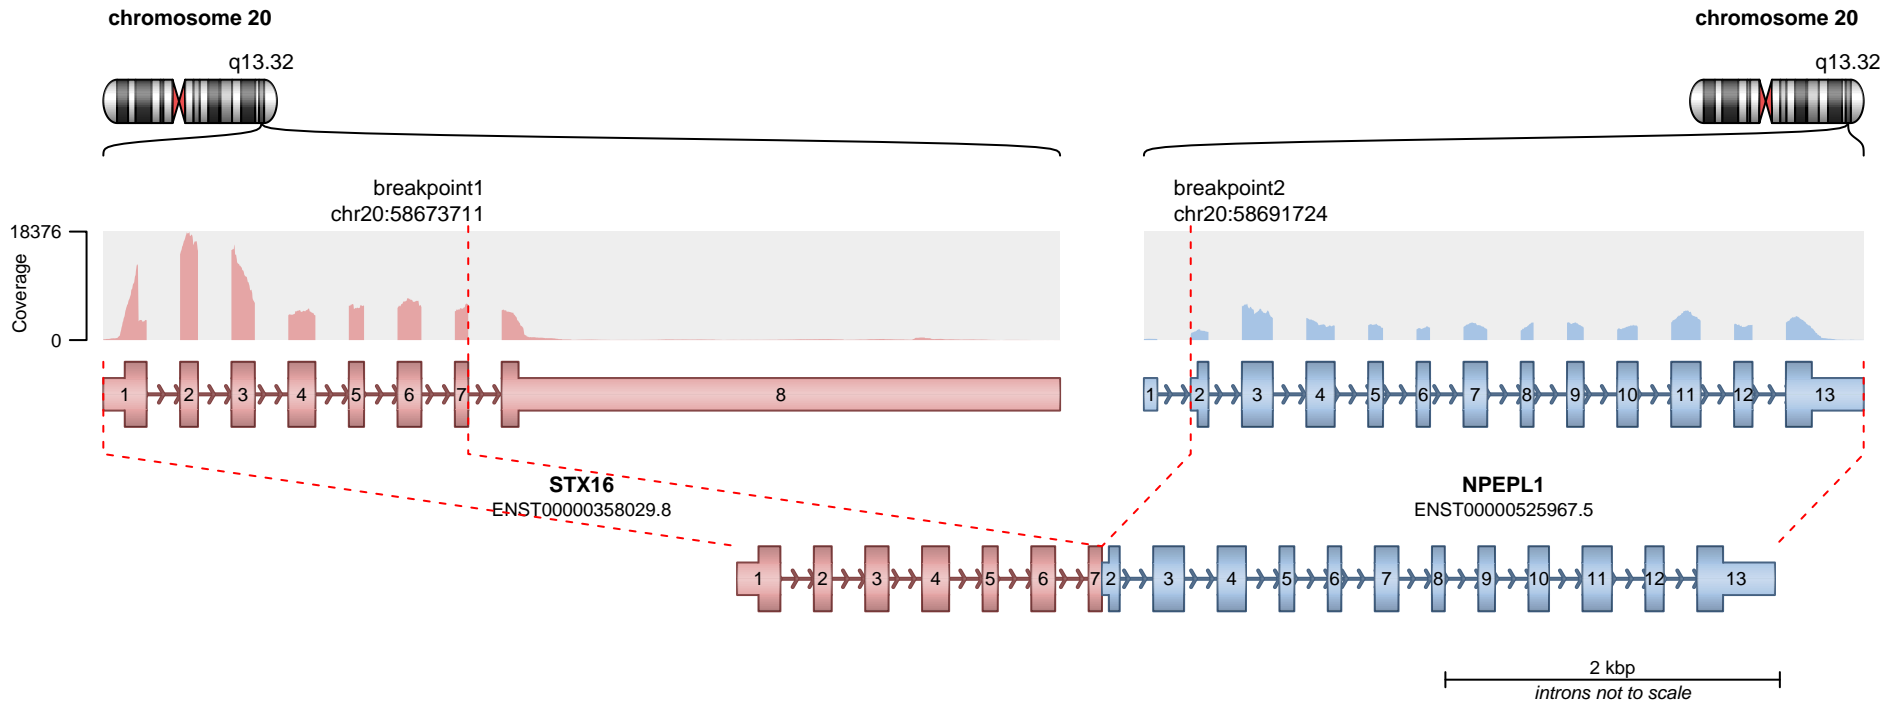 chromosome 20
chromosome 20
q13.32
q13.32
breakpoint1
chr20:58673711
breakpoint2
chr20:58691724
18376
Coverage
0
1 2 3 4 5 6 7 8
1 2 3 4 5 6 7 8 9 10 11 12 13
STX16
ENST00000358029.8
NPEPL1
ENST00000525967.5
1 2 3 4 5 6 7 2 3 4 5 6 7 8 9 10 11 12 13
2 kbp
introns not to scale